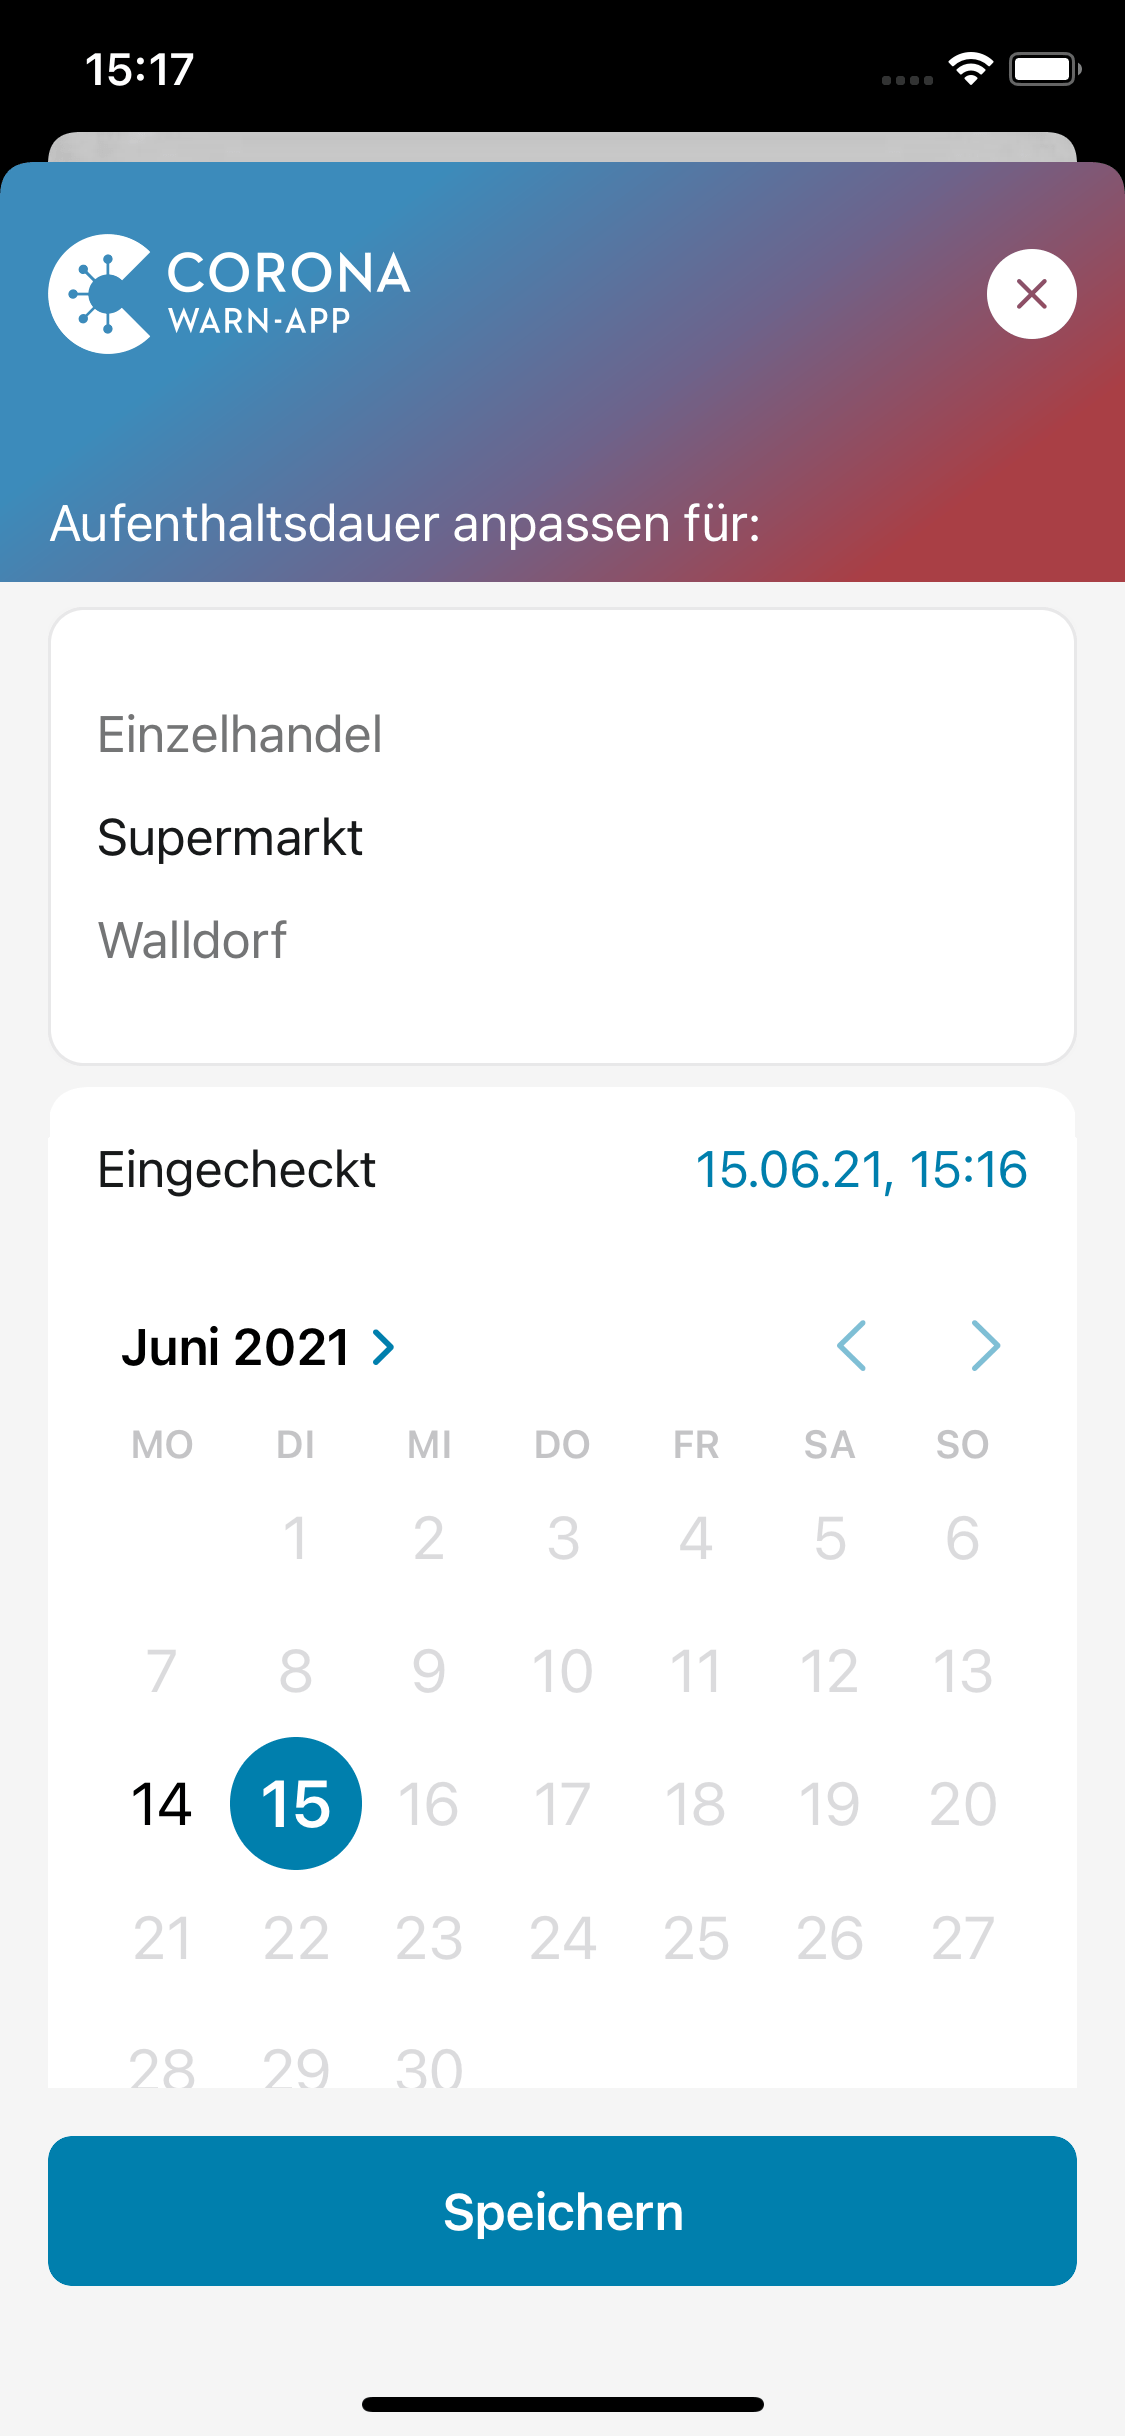 15:17
CORONA
WARN-APP
Aufenthaltsdauer anpassen für:
Einzelhandel
Supermarkt
Walldorf
Eingecheckt 15.06.21, 15:16
Juni 2021
MO DI MI DO FR SA SO
1 2 3 4 5 6
7 8 9 10 11 12 13
14 15 16 17 18 19 20
21 22 23 24 25 26 27
28 29 30
Speichern